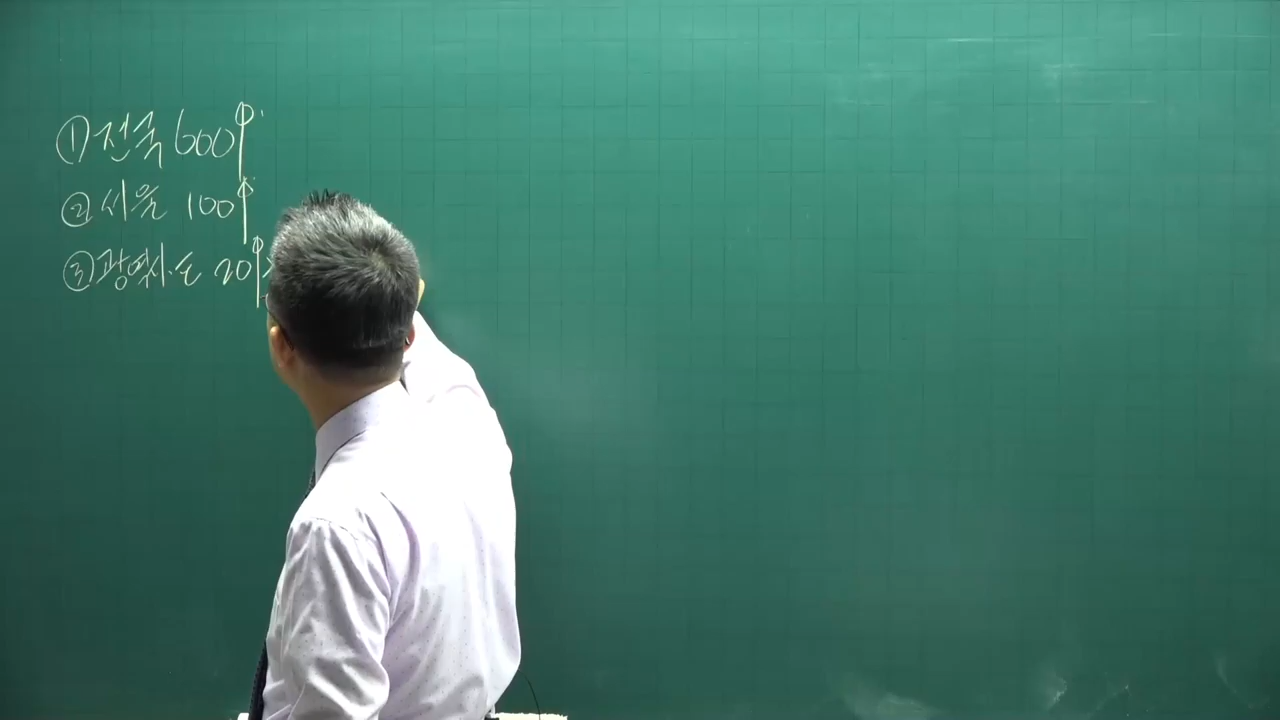 ① 전국 600↑
② 서울 100↑
③ 광역시·도 20↑